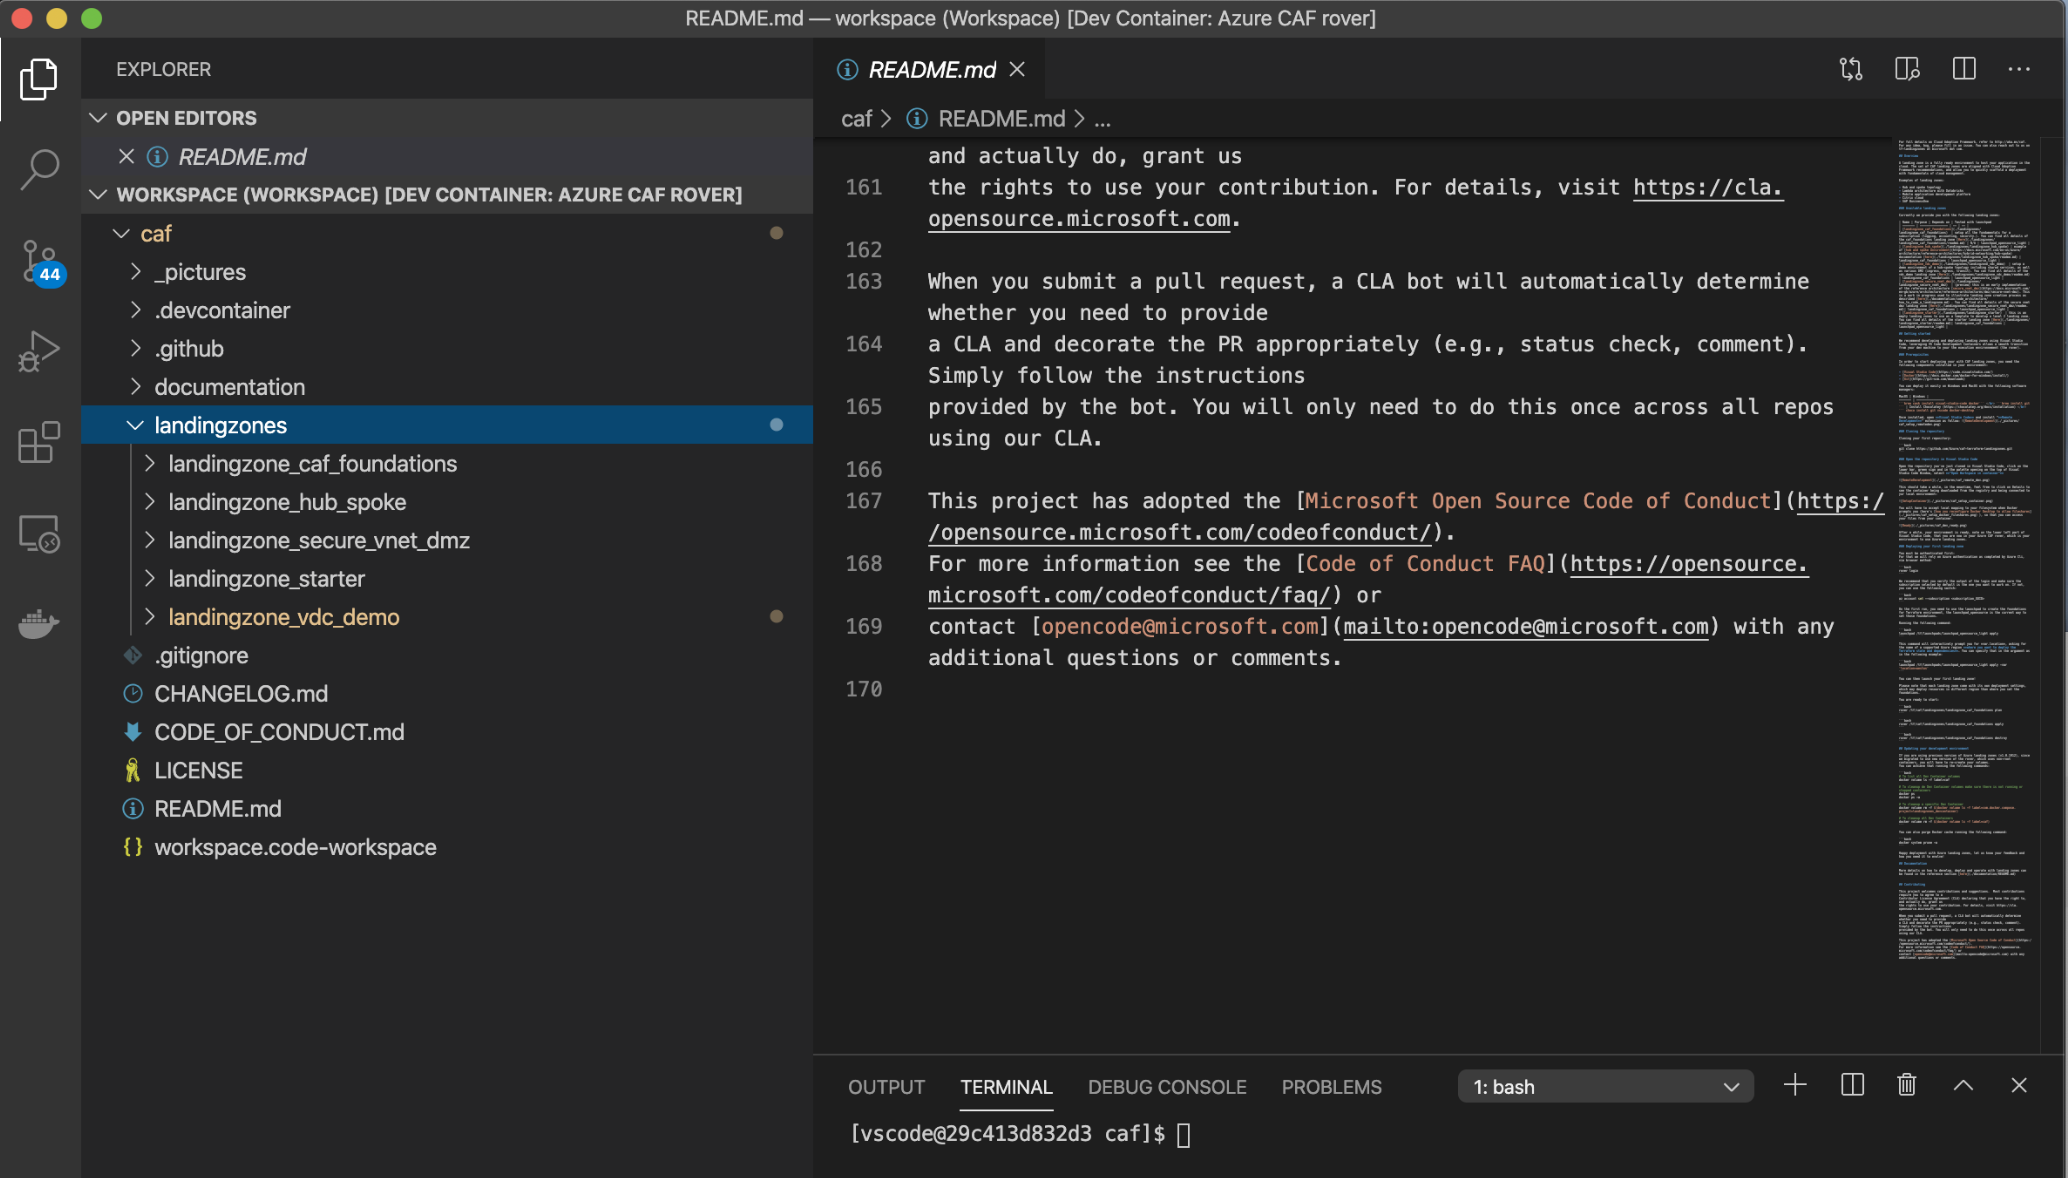 README.md — workspace (Workspace) [Dev Container: Azure CAF rover]
EXPLORER
OPEN EDITORS
README.md
WORKSPACE (WORKSPACE) [DEV CONTAINER: AZURE CAF ROVER]
caf
_pictures
.devcontainer
.github
documentation
landingzones
landingzone_caf_foundations
landingzone_hub_spoke
landingzone_secure_vnet_dmz
landingzone_starter
landingzone_vdc_demo
.gitignore
CHANGELOG.md
CODE_OF_CONDUCT.md
LICENSE
README.md
{} workspace.code-workspace
44
README.md
caf > README.md > ...
and actually do, grant us
161 the rights to use your contribution. For details, visit https://cla.
opensource.microsoft.com.
162
163 When you submit a pull request, a CLA bot will automatically determine
whether you need to provide
164 a CLA and decorate the PR appropriately (e.g., status check, comment).
Simply follow the instructions
165 provided by the bot. You will only need to do this once across all repos
using our CLA.
166
167 This project has adopted the [Microsoft Open Source Code of Conduct](https:/
/opensource.microsoft.com/codeofconduct/).
168 For more information see the [Code of Conduct FAQ](https://opensource.
microsoft.com/codeofconduct/faq/) or
169 contact [opencode@microsoft.com](mailto:opencode@microsoft.com) with any
additional questions or comments.
170
OUTPUT TERMINAL DEBUG CONSOLE PROBLEMS 1: bash
[vscode@29c413d832d3 caf]$